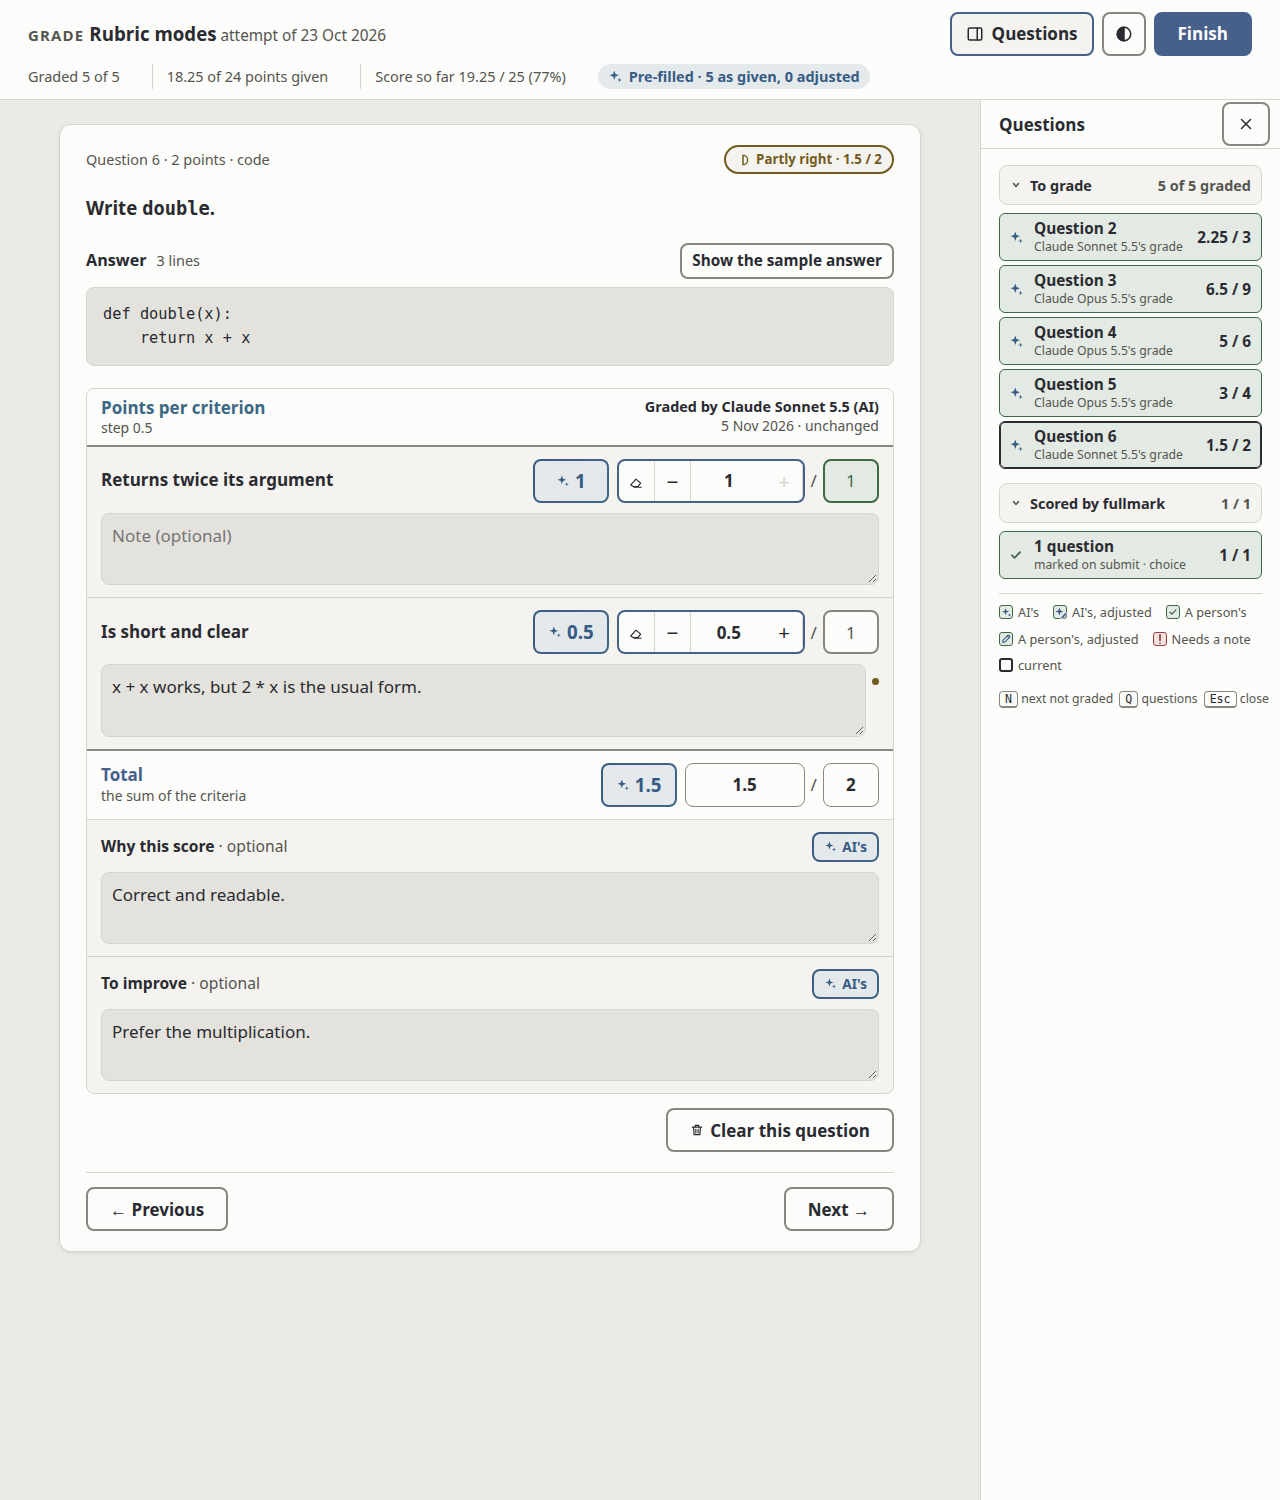 GRADE Rubric modes attempt of 23 Oct 2026
Questions
Finish
Graded 5 of 5
18.25 of 24 points given
Score so far 19.25 / 25 (77%)
Pre-filled · 5 as given, 0 adjusted
Question 6 · 2 points · code
Partly right · 1.5 / 2
Write double.
Answer 3 lines
Show the sample answer
def double(x):
    return x + x
Points per criterion
step 0.5
Graded by Claude Sonnet 5.5 (AI)
5 Nov 2026 · unchanged
Returns twice its argument
1
− 1 + / 1
Note (optional)
Is short and clear
0.5
− 0.5 + / 1
x + x works, but 2 * x is the usual form.
Total
the sum of the criteria
1.5
1.5 / 2
Why this score · optional
AI's
Correct and readable.
To improve · optional
AI's
Prefer the multiplication.
Clear this question
← Previous
Next →
Questions
To grade 5 of 5 graded
Question 2
Claude Sonnet 5.5's grade
2.25 / 3
Question 3
Claude Opus 5.5's grade
6.5 / 9
Question 4
Claude Opus 5.5's grade
5 / 6
Question 5
Claude Opus 5.5's grade
3 / 4
Question 6
Claude Sonnet 5.5's grade
1.5 / 2
Scored by fullmark 1 / 1
1 question
marked on submit · choice
1 / 1
AI's AI's, adjusted A person's
A person's, adjusted ! Needs a note
current
N next not graded Q questions Esc close